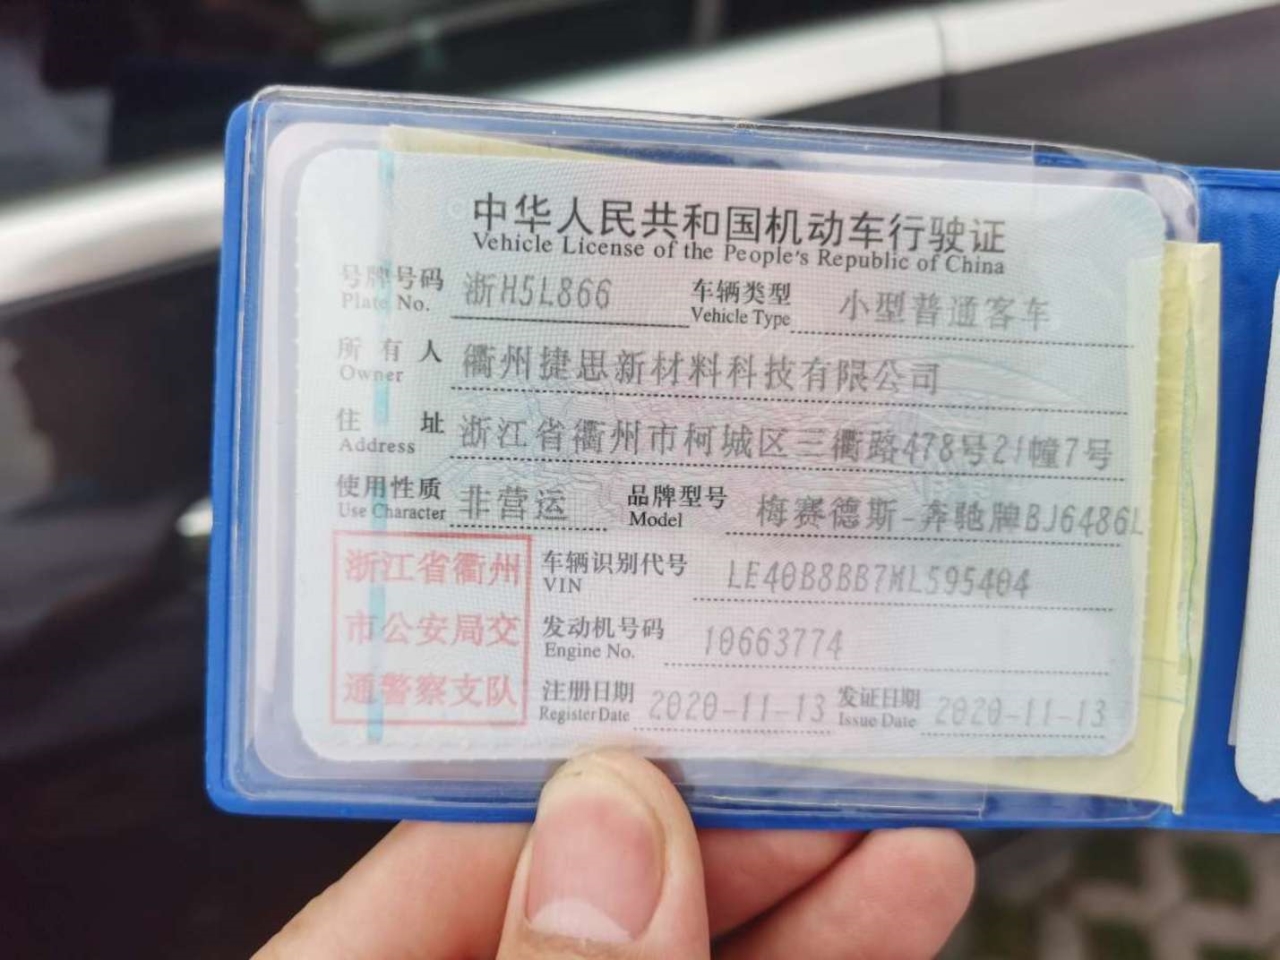 中华人民共和国机动车行驶证
Vehicle License of the People's Republic of China
号牌号码 浙H5L866 车辆类型 小型普通客车
Plate No. Vehicle Type
所有人 衢州捷思新材料科技有限公司
Owner
住址 浙江省衢州市柯城区三衢路478号21幢7号
Address
使用性质 非营运 品牌型号 梅赛德斯-奔驰牌BJ6486L
Use Character Model
浙江省衢州
市公安局交
通警察支队
车辆识别代号 LE40B8BB7ML595404
VIN
发动机号码 10663774
Engine No.
注册日期 2020-11-13 发证日期 2020-11-13
Register Date Issue Date